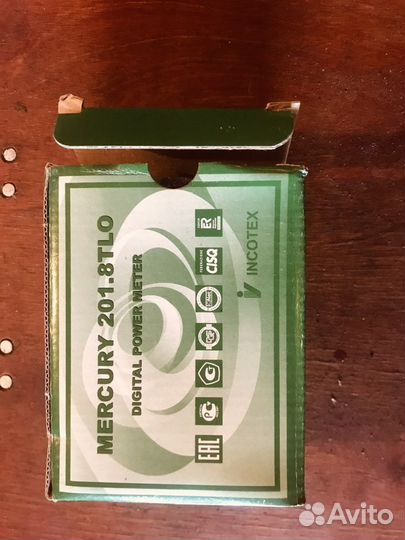 MERCURY 201.8TLO
DIGITAL POWER METER
EAC
INCOTEX
CISQ
Avito